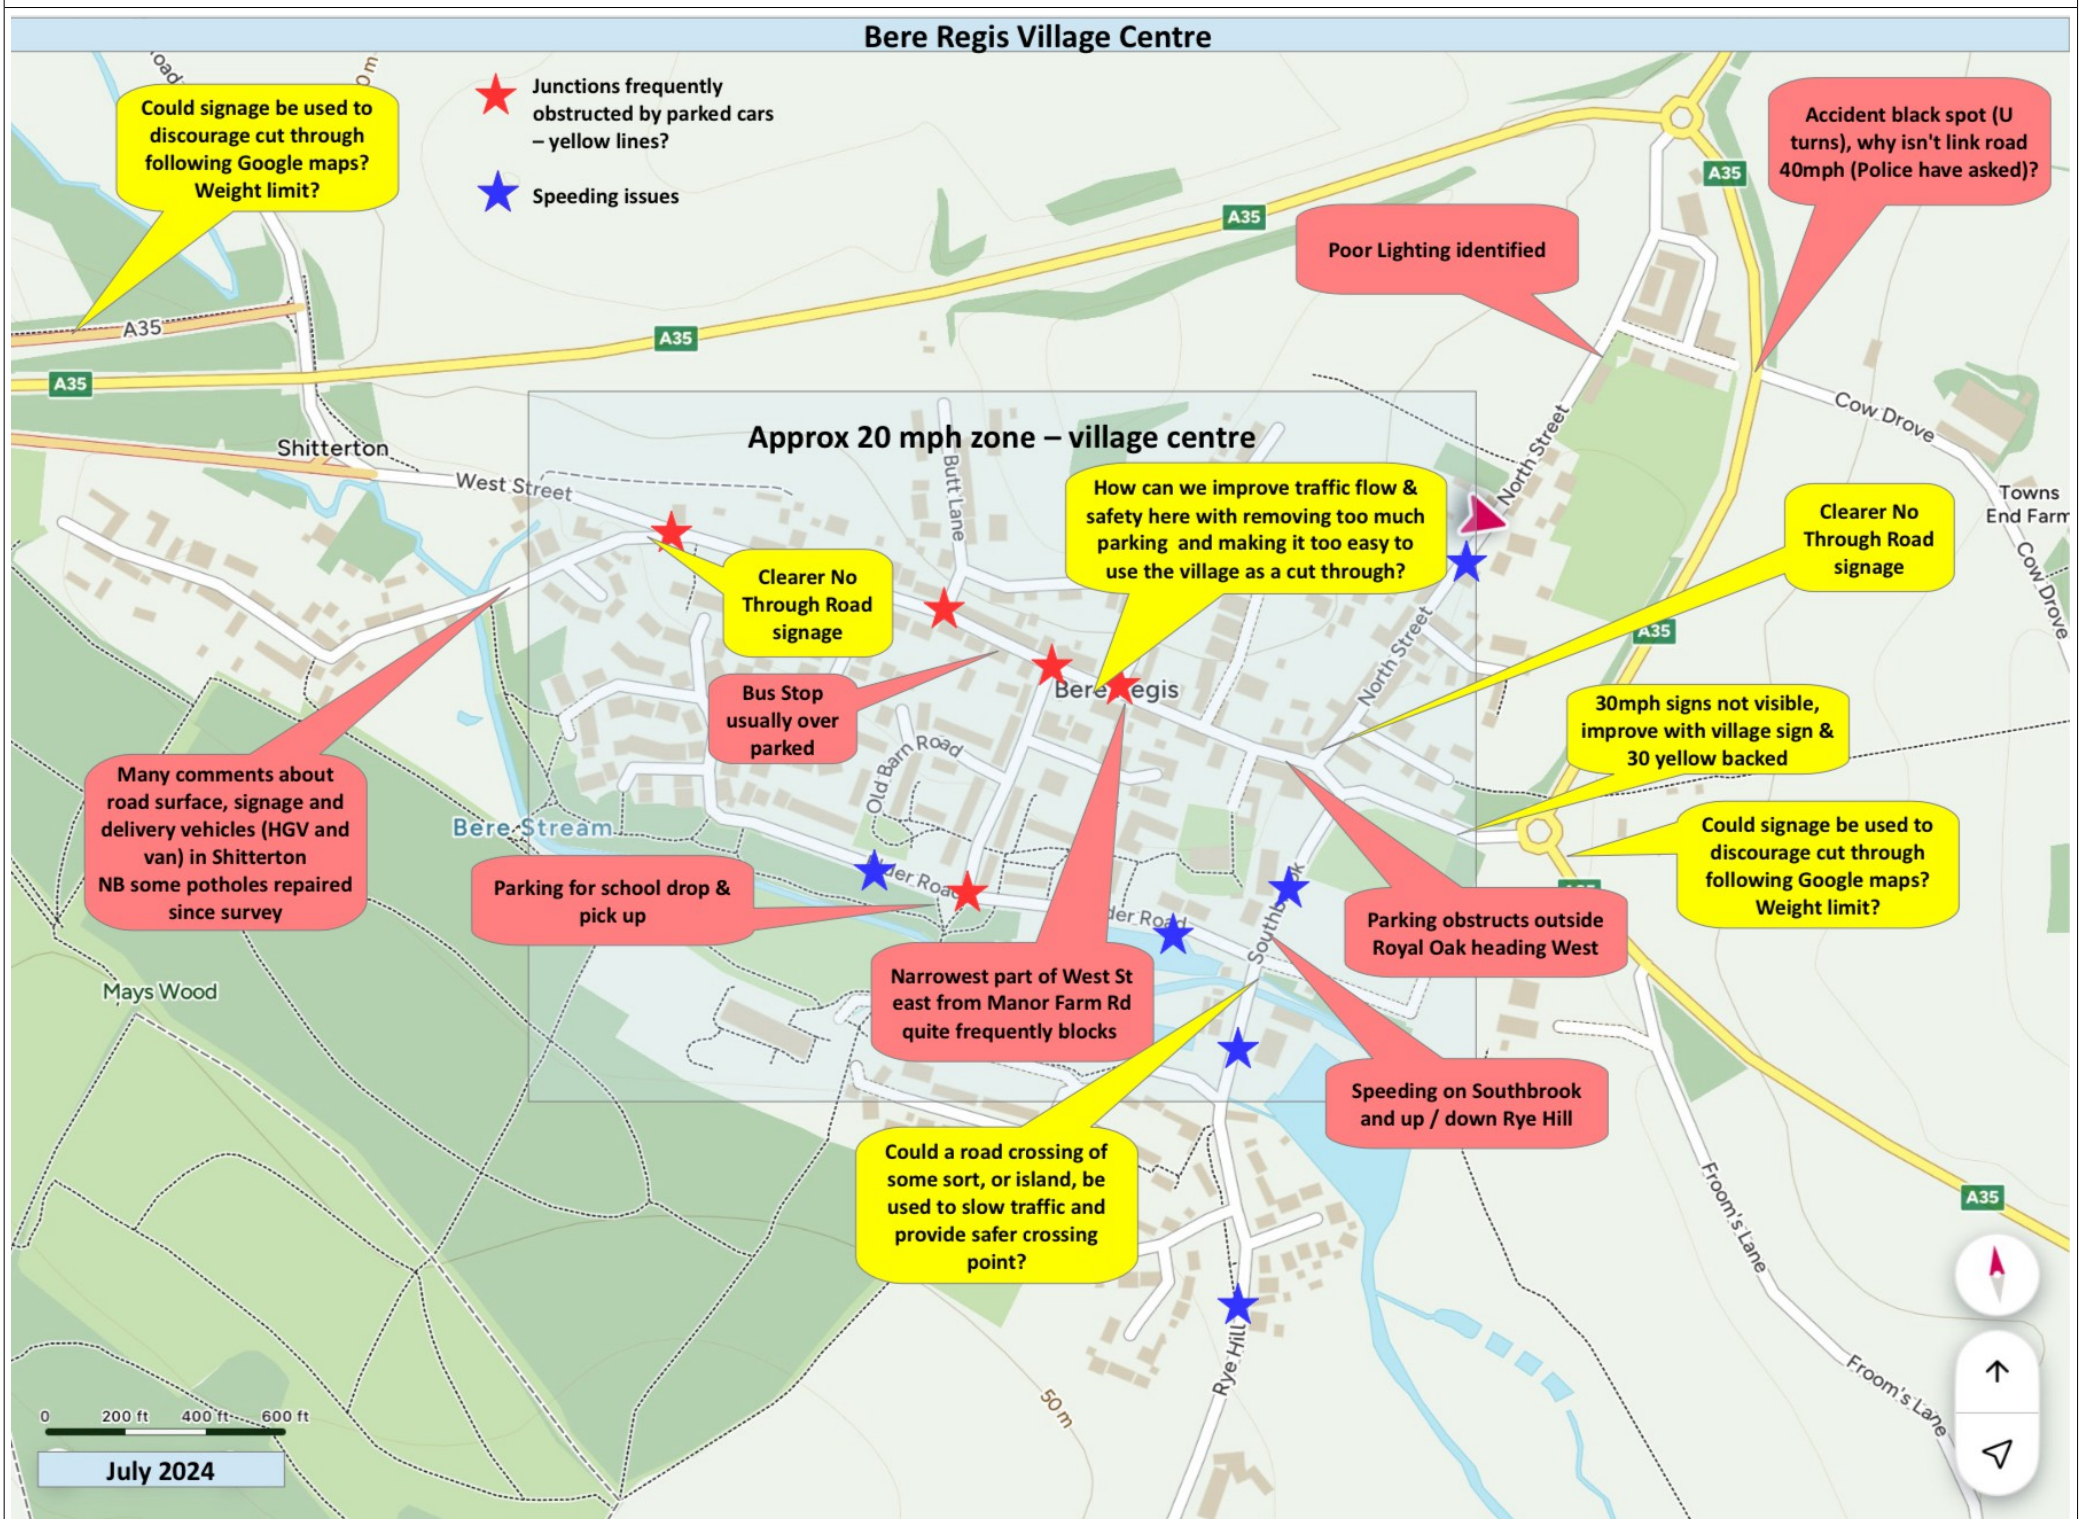 Bere Regis Village Centre
Junctions frequently
obstructed by parked cars
– yellow lines?
Speeding issues
Could signage be used to
discourage cut through
following Google maps?
Weight limit?
0 m
Accident black spot (U
turns), why isn't link road
40mph (Police have asked)?
A35
A35
Poor Lighting identified
A35
A35
A35
Cow Drove
Shitterton
Approx 20 mph zone – village centre
West Street
Butt Lane
How can we improve traffic flow &
safety here with removing too much
parking and making it too easy to
use the village as a cut through?
North Street
Towns
End Farm
Cow Drove
Clearer No
Through Road
signage
Clearer No
Through Road
signage
North Street
A35
Bus Stop
usually over
parked
Bere Regis
30mph signs not visible,
improve with village sign &
30 yellow backed
Old Barn Road
Many comments about
road surface, signage and
delivery vehicles (HGV and
van) in Shitterton
NB some potholes repaired
since survey
Bere Stream
Could signage be used to
discourage cut through
following Google maps?
Weight limit?
Parking for school drop &
pick up
der Road
der Road
Southbrook
Parking obstructs outside
Royal Oak heading West
Narrowest part of West St
east from Manor Farm Rd
quite frequently blocks
Mays Wood
Speeding on Southbrook
and up / down Rye Hill
Could a road crossing of
some sort, or island, be
used to slow traffic and
provide safer crossing
point?
Froom's Lane
A35
Rye Hill
50 m
Froom's Lane
0 200 ft 400 ft 600 ft
July 2024